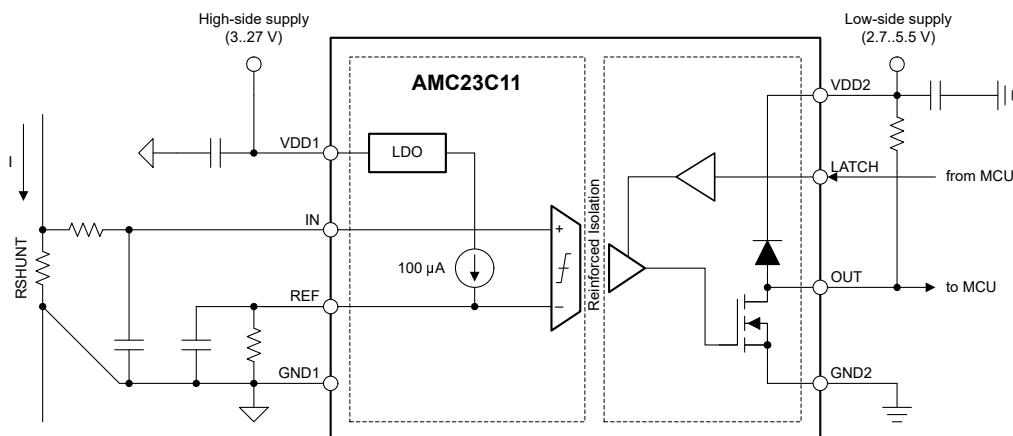 High-side supply
(3..27 V)
Low-side supply
(2.7..5.5 V)
AMC23C11
VDD2
VDD1
LDO
LATCH
from MCU
I
IN
+
Reinforced Isolation
RSHUNT
100 µA
REF
−
OUT
to MCU
GND1
GND2